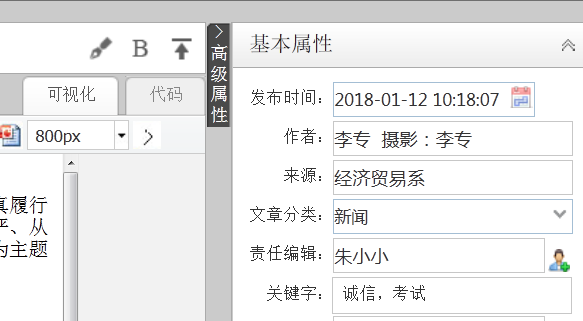 B
可视化 代码
800px
真履行
严、从
为主题
高级属性
基本属性
发布时间: 2018-01-12 10:18:07
作者: 李专 摄影：李专
来源: 经济贸易系
文章分类: 新闻
责任编辑: 朱小小
关键字: 诚信，考试